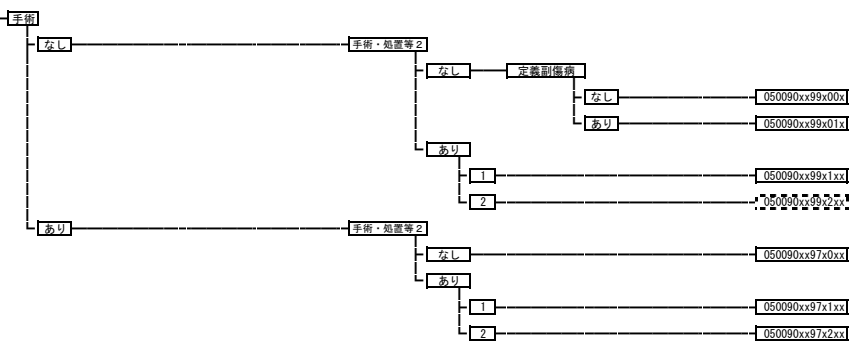 手術
なし 手術・処置等２
なし 定義副傷病
なし 050090xx99x00x
あり 050090xx99x01x
あり
1 050090xx99x1xx
2 050090xx99x2xx
あり 手術・処置等２
なし 050090xx97x0xx
あり
1 050090xx97x1xx
2 050090xx97x2xx